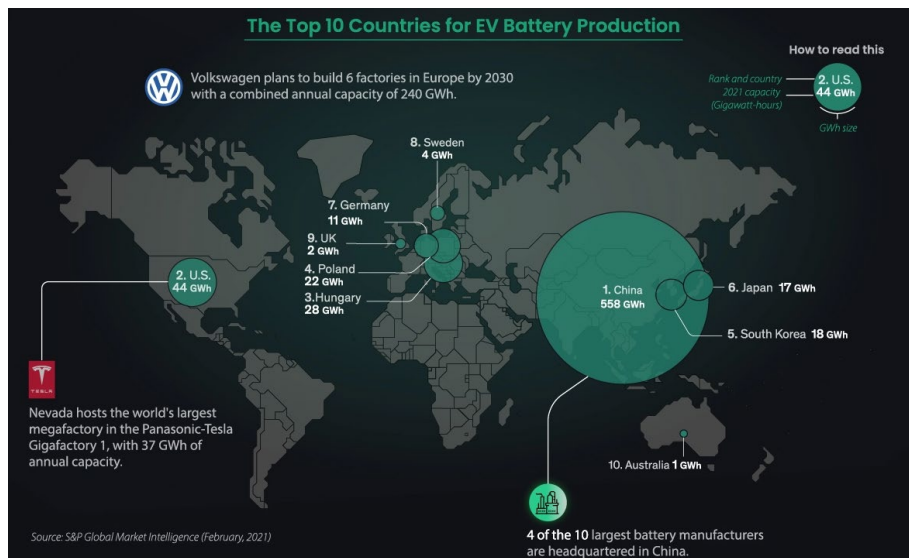 The Top 10 Countries for EV Battery Production
How to read this
Rank and country
2021 capacity
(Gigawatt-hours)
2. U.S.
44 GWh
GWh size
Volkswagen plans to build 6 factories in Europe by 2030
with a combined annual capacity of 240 GWh.
8. Sweden
4 GWh
7. Germany
11 GWh
9. UK
2 GWh
4. Poland
22 GWh
3.Hungary
28 GWh
2. U.S.
44 GWh
1. China
558 GWh
6. Japan 17 GWh
5. South Korea 18 GWh
TESLA
Nevada hosts the world's largest
megafactory in the Panasonic-Tesla
Gigafactory 1, with 37 GWh of
annual capacity.
10. Australia 1 GWh
4 of the 10 largest battery manufacturers
are headquartered in China.
Source: S&P Global Market Intelligence (February, 2021)